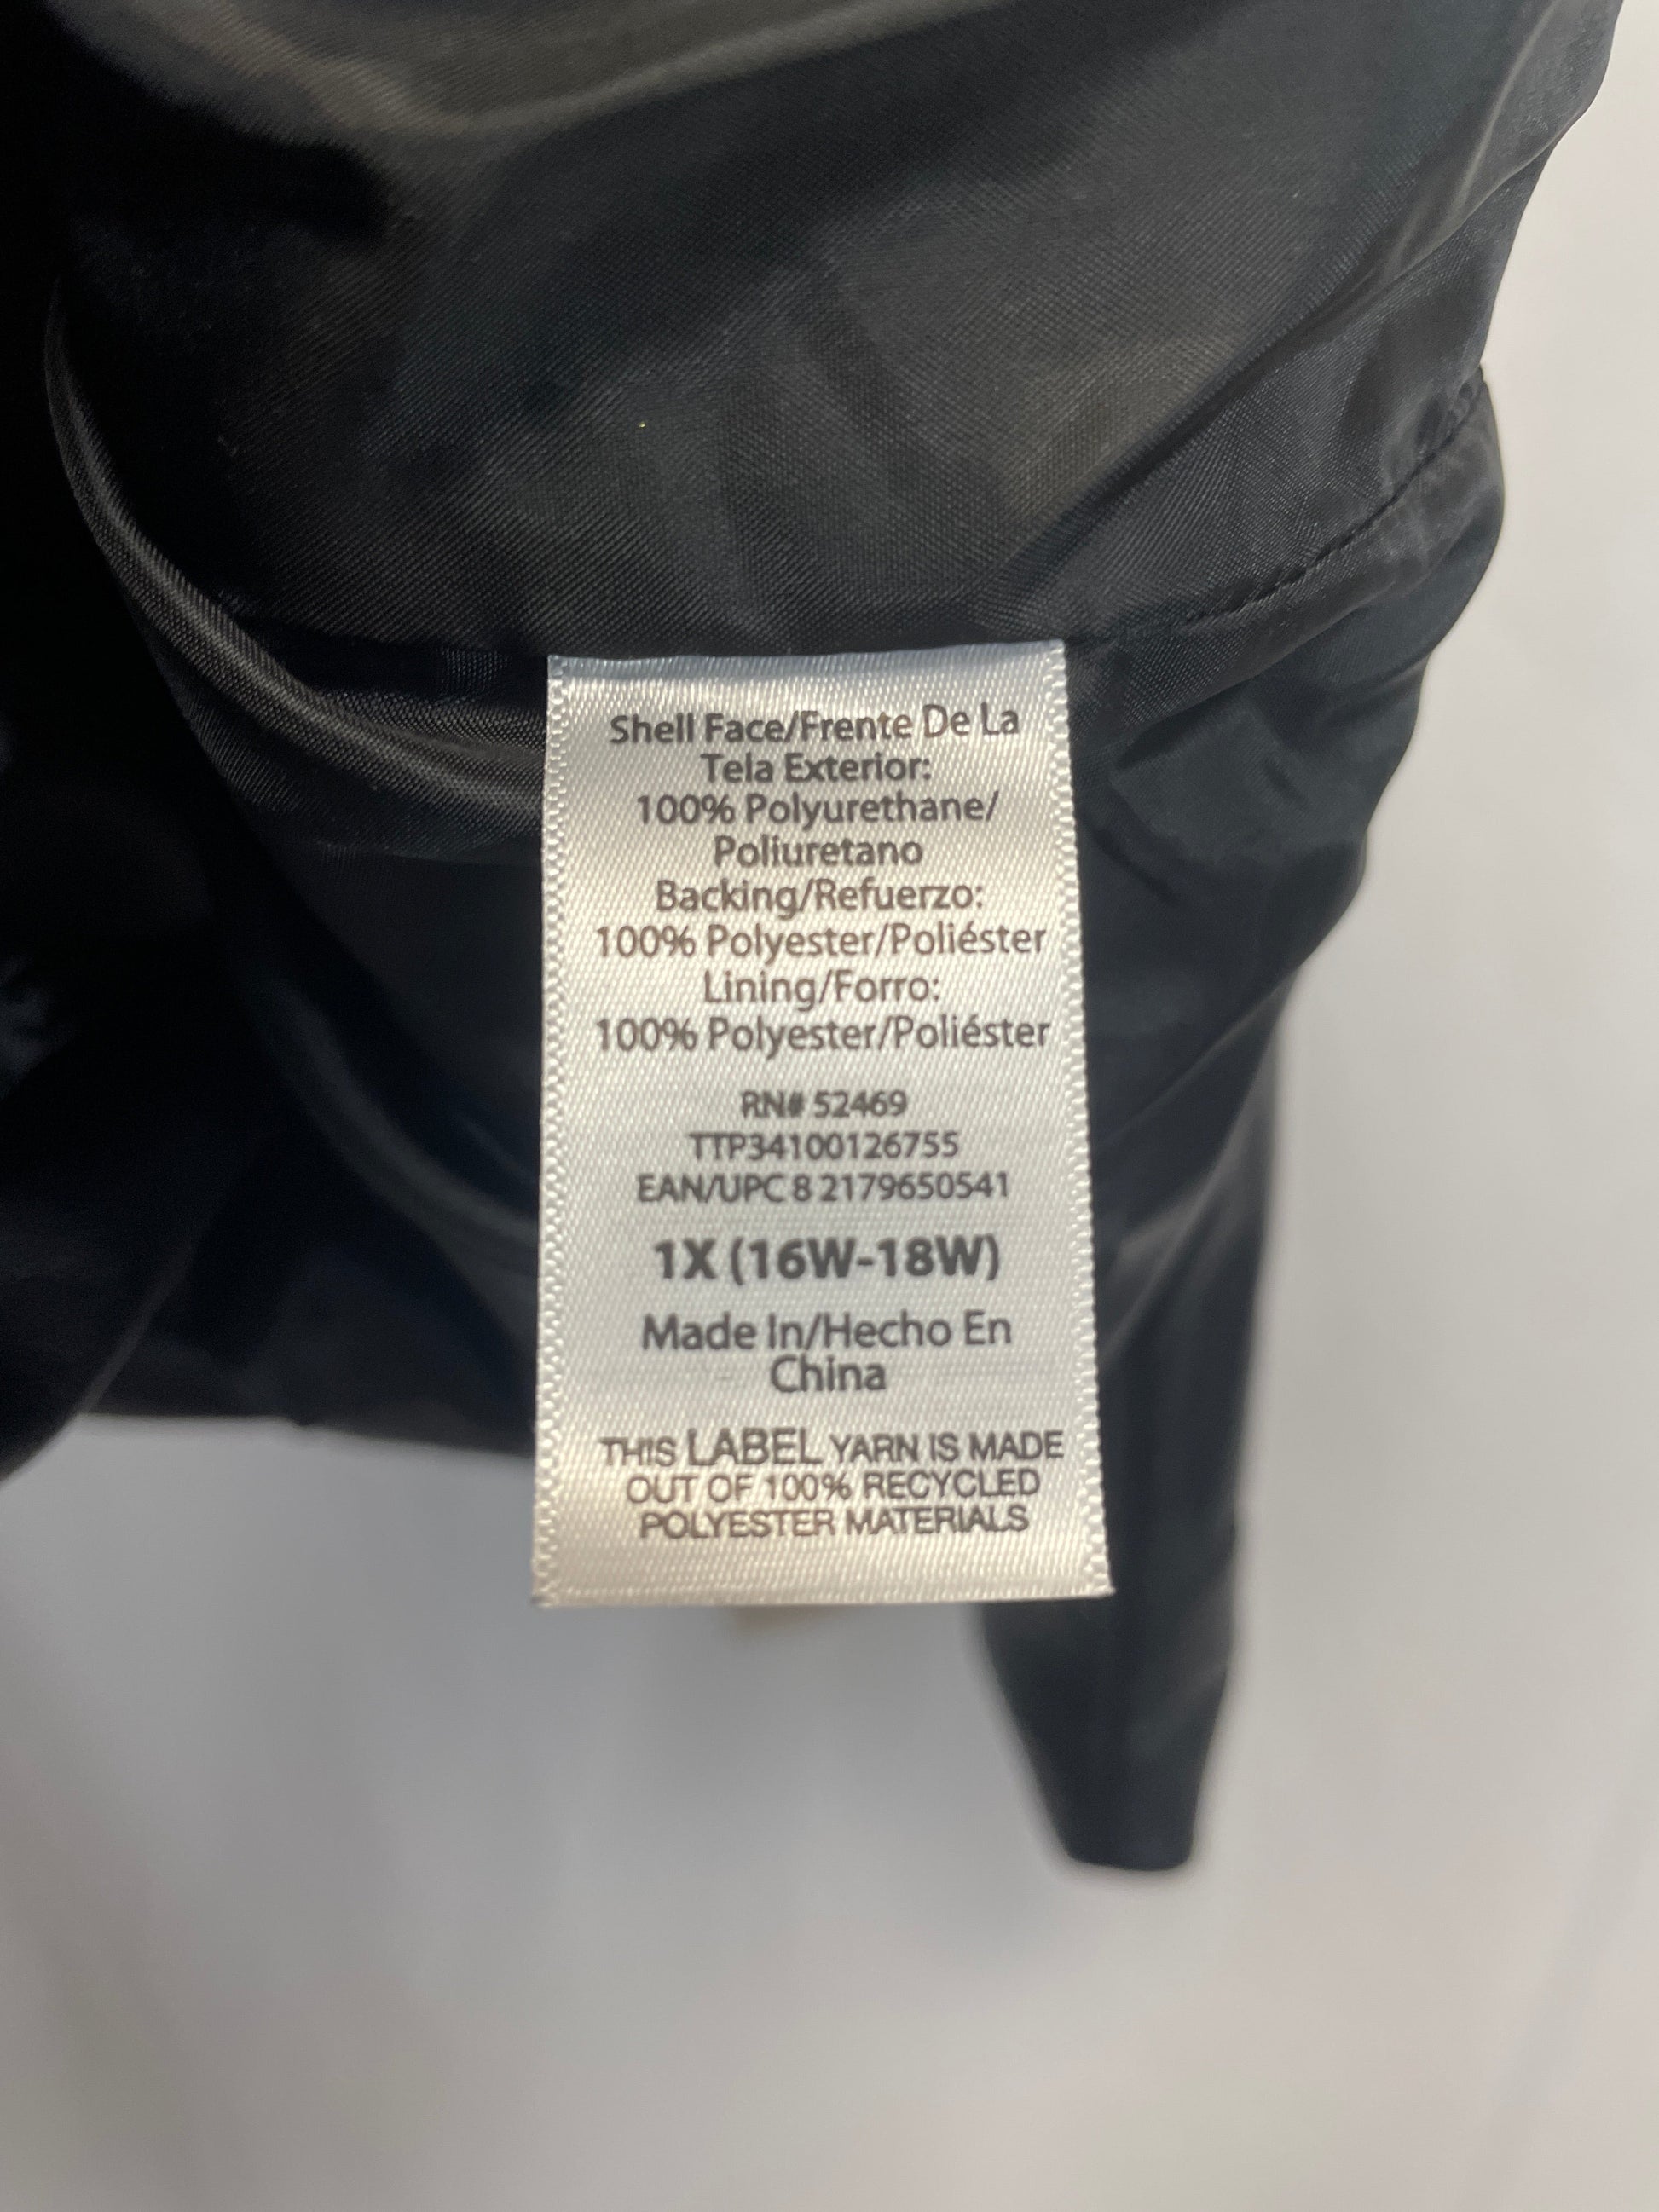 Shell Face/Frente De La
Tela Exterior:
100% Polyurethane/
Poliuretano
Backing/Refuerzo:
100% Polyester/Poliéster
Lining/Forro:
100% Polyester/Poliéster
RN# 52469
TTP34100126755
EAN/UPC 8 2179650541
1X (16W-18W)
Made In/Hecho En
China
THIS LABEL YARN IS MADE
OUT OF 100% RECYCLED
POLYESTER MATERIALS